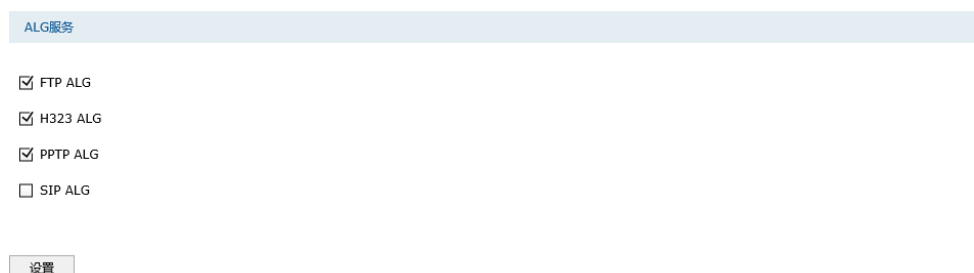 ALG服务
FTP ALG
H323 ALG
PPTP ALG
SIP ALG
设置